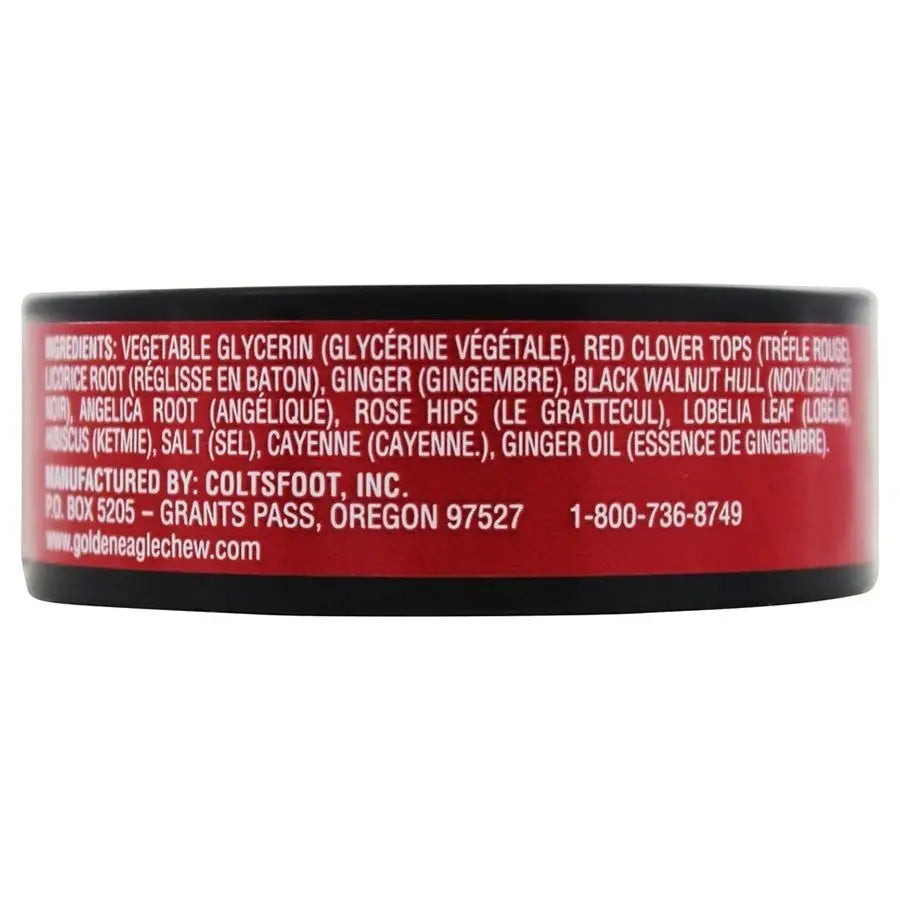 INGREDIENTS: VEGETABLE GLYCERIN (GLYCÉRINE VÉGÉTALE), RED CLOVER TOPS (TRÉFLE ROUGE),
LICORICE ROOT (RÉGLISSE EN BATON), GINGER (GINGEMBRE), BLACK WALNUT HULL (NOIX DENOYER
NOIR), ANGELICA ROOT (ANGÉLIQUE), ROSE HIPS (LE GRATTECUL), LOBELIA LEAF (LOBÉLIE),
HIBISCUS (KETMIE), SALT (SEL), CAYENNE (CAYENNE.), GINGER OIL (ESSENCE DE GINGEMBRE).
MANUFACTURED BY: COLTSFOOT, INC.
P.O. BOX 5205 – GRANTS PASS, OREGON 97527 1-800-736-8749
www.goldeneaglechew.com